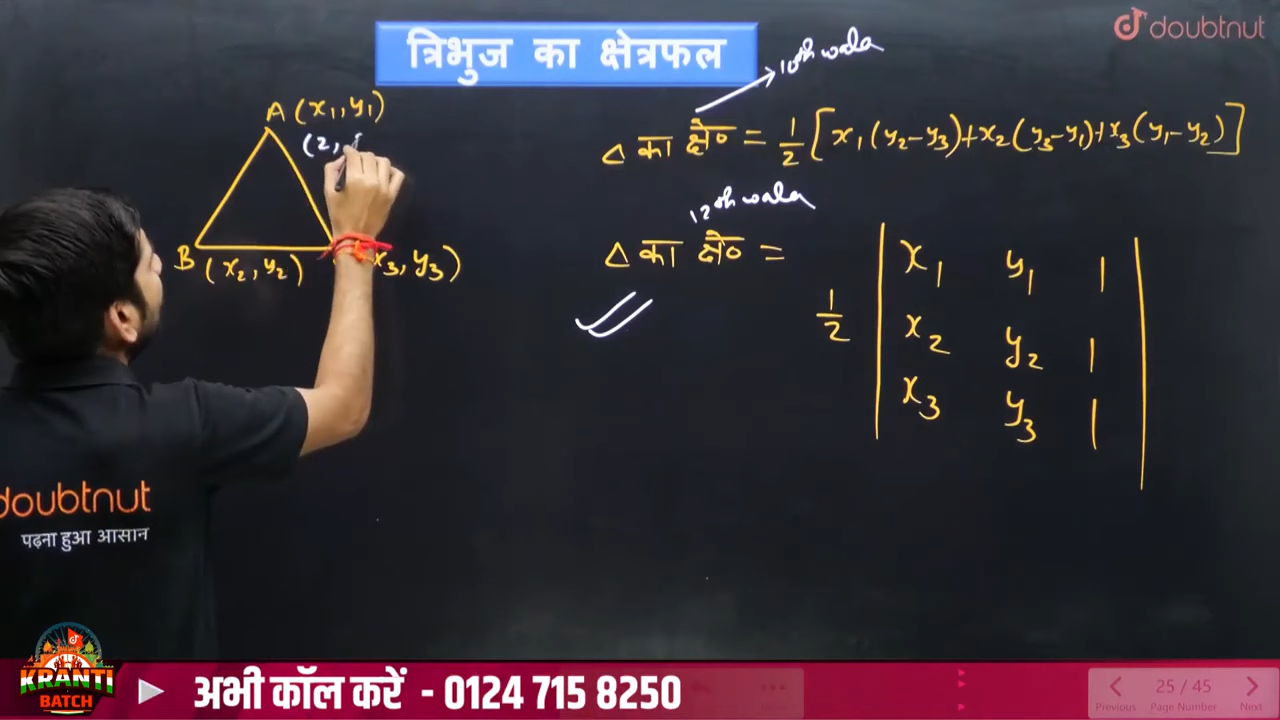 doubtnut
त्रिभुज का क्षेत्रफल
10th wala
A (x₁, y₁)
(2,
Δ का क्षे० = 1/2 [x₁(y₂-y₃)+x₂(y₃-y₁)+x₃(y₁-y₂)]
12th wala
B (x₂, y₂)
x₃, y₃)
Δ का क्षे० =
1/2 | x₁ y₁ 1 |
| x₂ y₂ 1 |
| x₃ y₃ 1 |
doubtnut
पढ़ना हुआ आसान
KRANTI
BATCH
अभी कॉल करें - 0124 715 8250
25 / 45
Previous Page Number Next